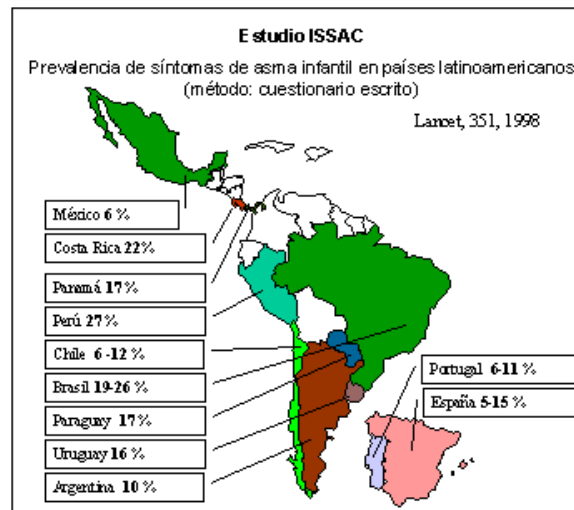 Estudio ISSAC
Prevalencia de síntomas de asma infantil en países latinoamericanos
(método: cuestionario escrito)
Lancet, 351, 1998
México 6 %
Costa Rica 22%
Paramá 17 %
Perú 27%
Chile 6 -12 %
Brasil 19-26 %
Paraguay 17%
Uruguay 16 %
Argentina 10 %
Portugal 6-11 %
España 5-15 %